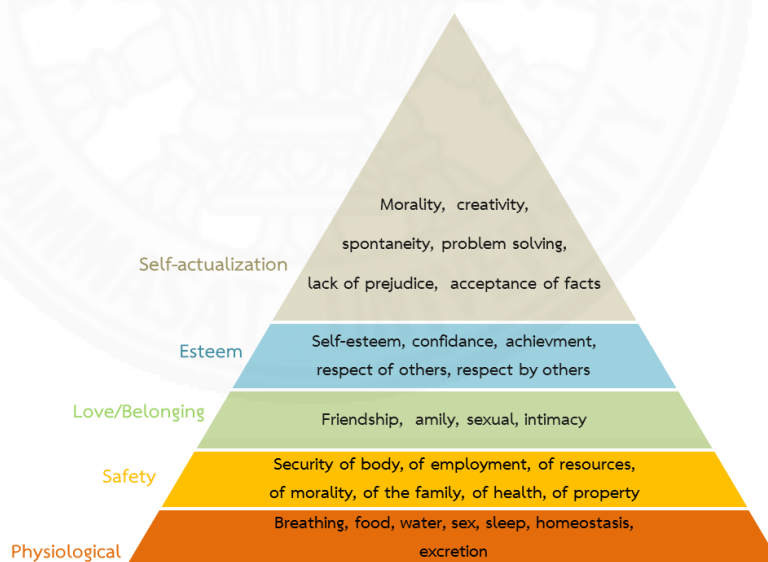 Morality, creativity,
spontaneity, problem solving,
Self-actualization
lack of prejudice, acceptance of facts
Esteem
Self-esteem, confidance, achievment,
respect of others, respect by others
Love/Belonging
Friendship, amily, sexual, intimacy
Safety
Security of body, of employment, of resources,
of morality, of the family, of health, of property
Physiological
Breathing, food, water, sex, sleep, homeostasis,
excretion